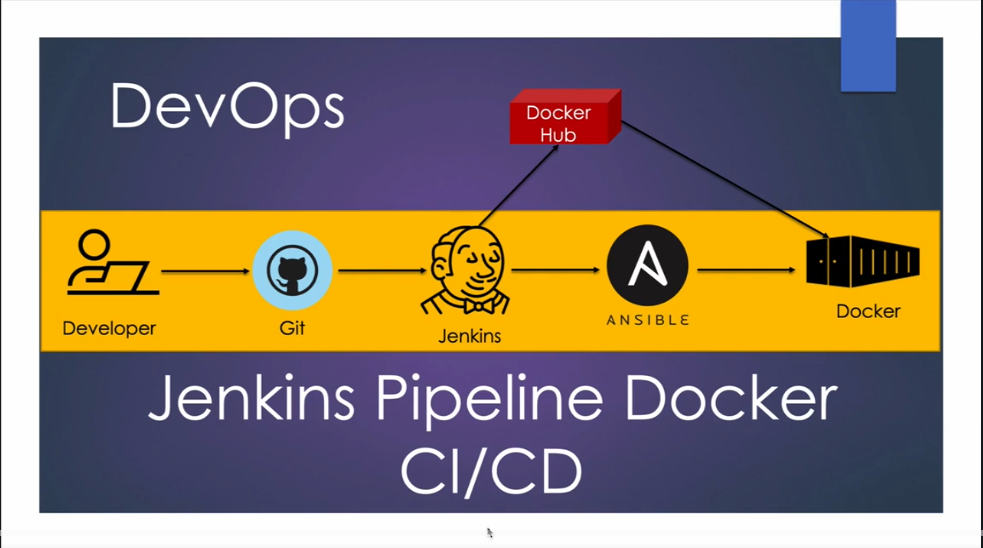 DevOps
Docker
Hub
Developer
Git
Jenkins
ANSIBLE
Docker
Jenkins Pipeline Docker
CI/CD